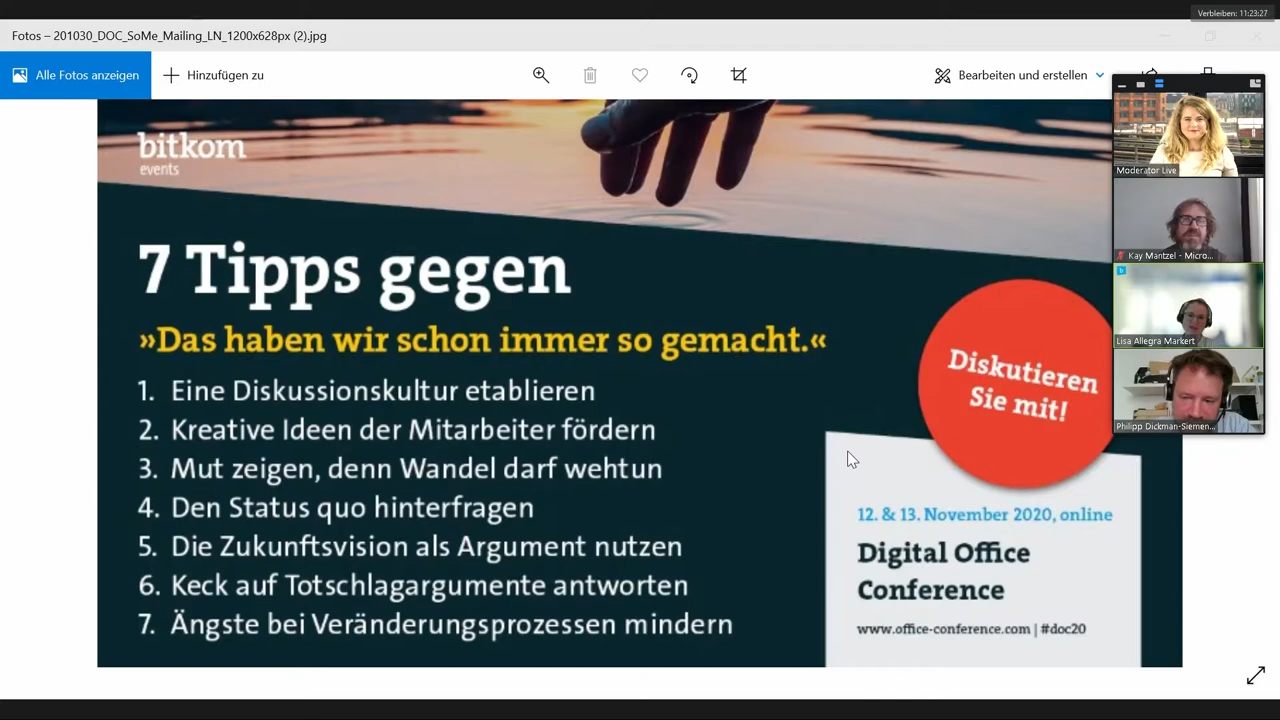 Verbleiben: 11:23:27
Fotos – 201030_DOC_SoMe_Mailing_LN_1200x628px (2).jpg
Alle Fotos anzeigen
Hinzufügen zu
Bearbeiten und erstellen
bitkom
events
7 Tipps gegen
»Das haben wir schon immer so gemacht.«
1. Eine Diskussionskultur etablieren
2. Kreative Ideen der Mitarbeiter fördern
3. Mut zeigen, denn Wandel darf wehtun
4. Den Status quo hinterfragen
5. Die Zukunftsvision als Argument nutzen
6. Keck auf Totschlagargumente antworten
7. Ängste bei Veränderungsprozessen mindern
Diskutieren
Sie mit!
12. & 13. November 2020, online
Digital Office
Conference
www.office-conference.com | #doc20
Moderator Live
Kay Mantzel - Micro...
Lisa Allegra Markert
Philipp Dickman-Siemen...